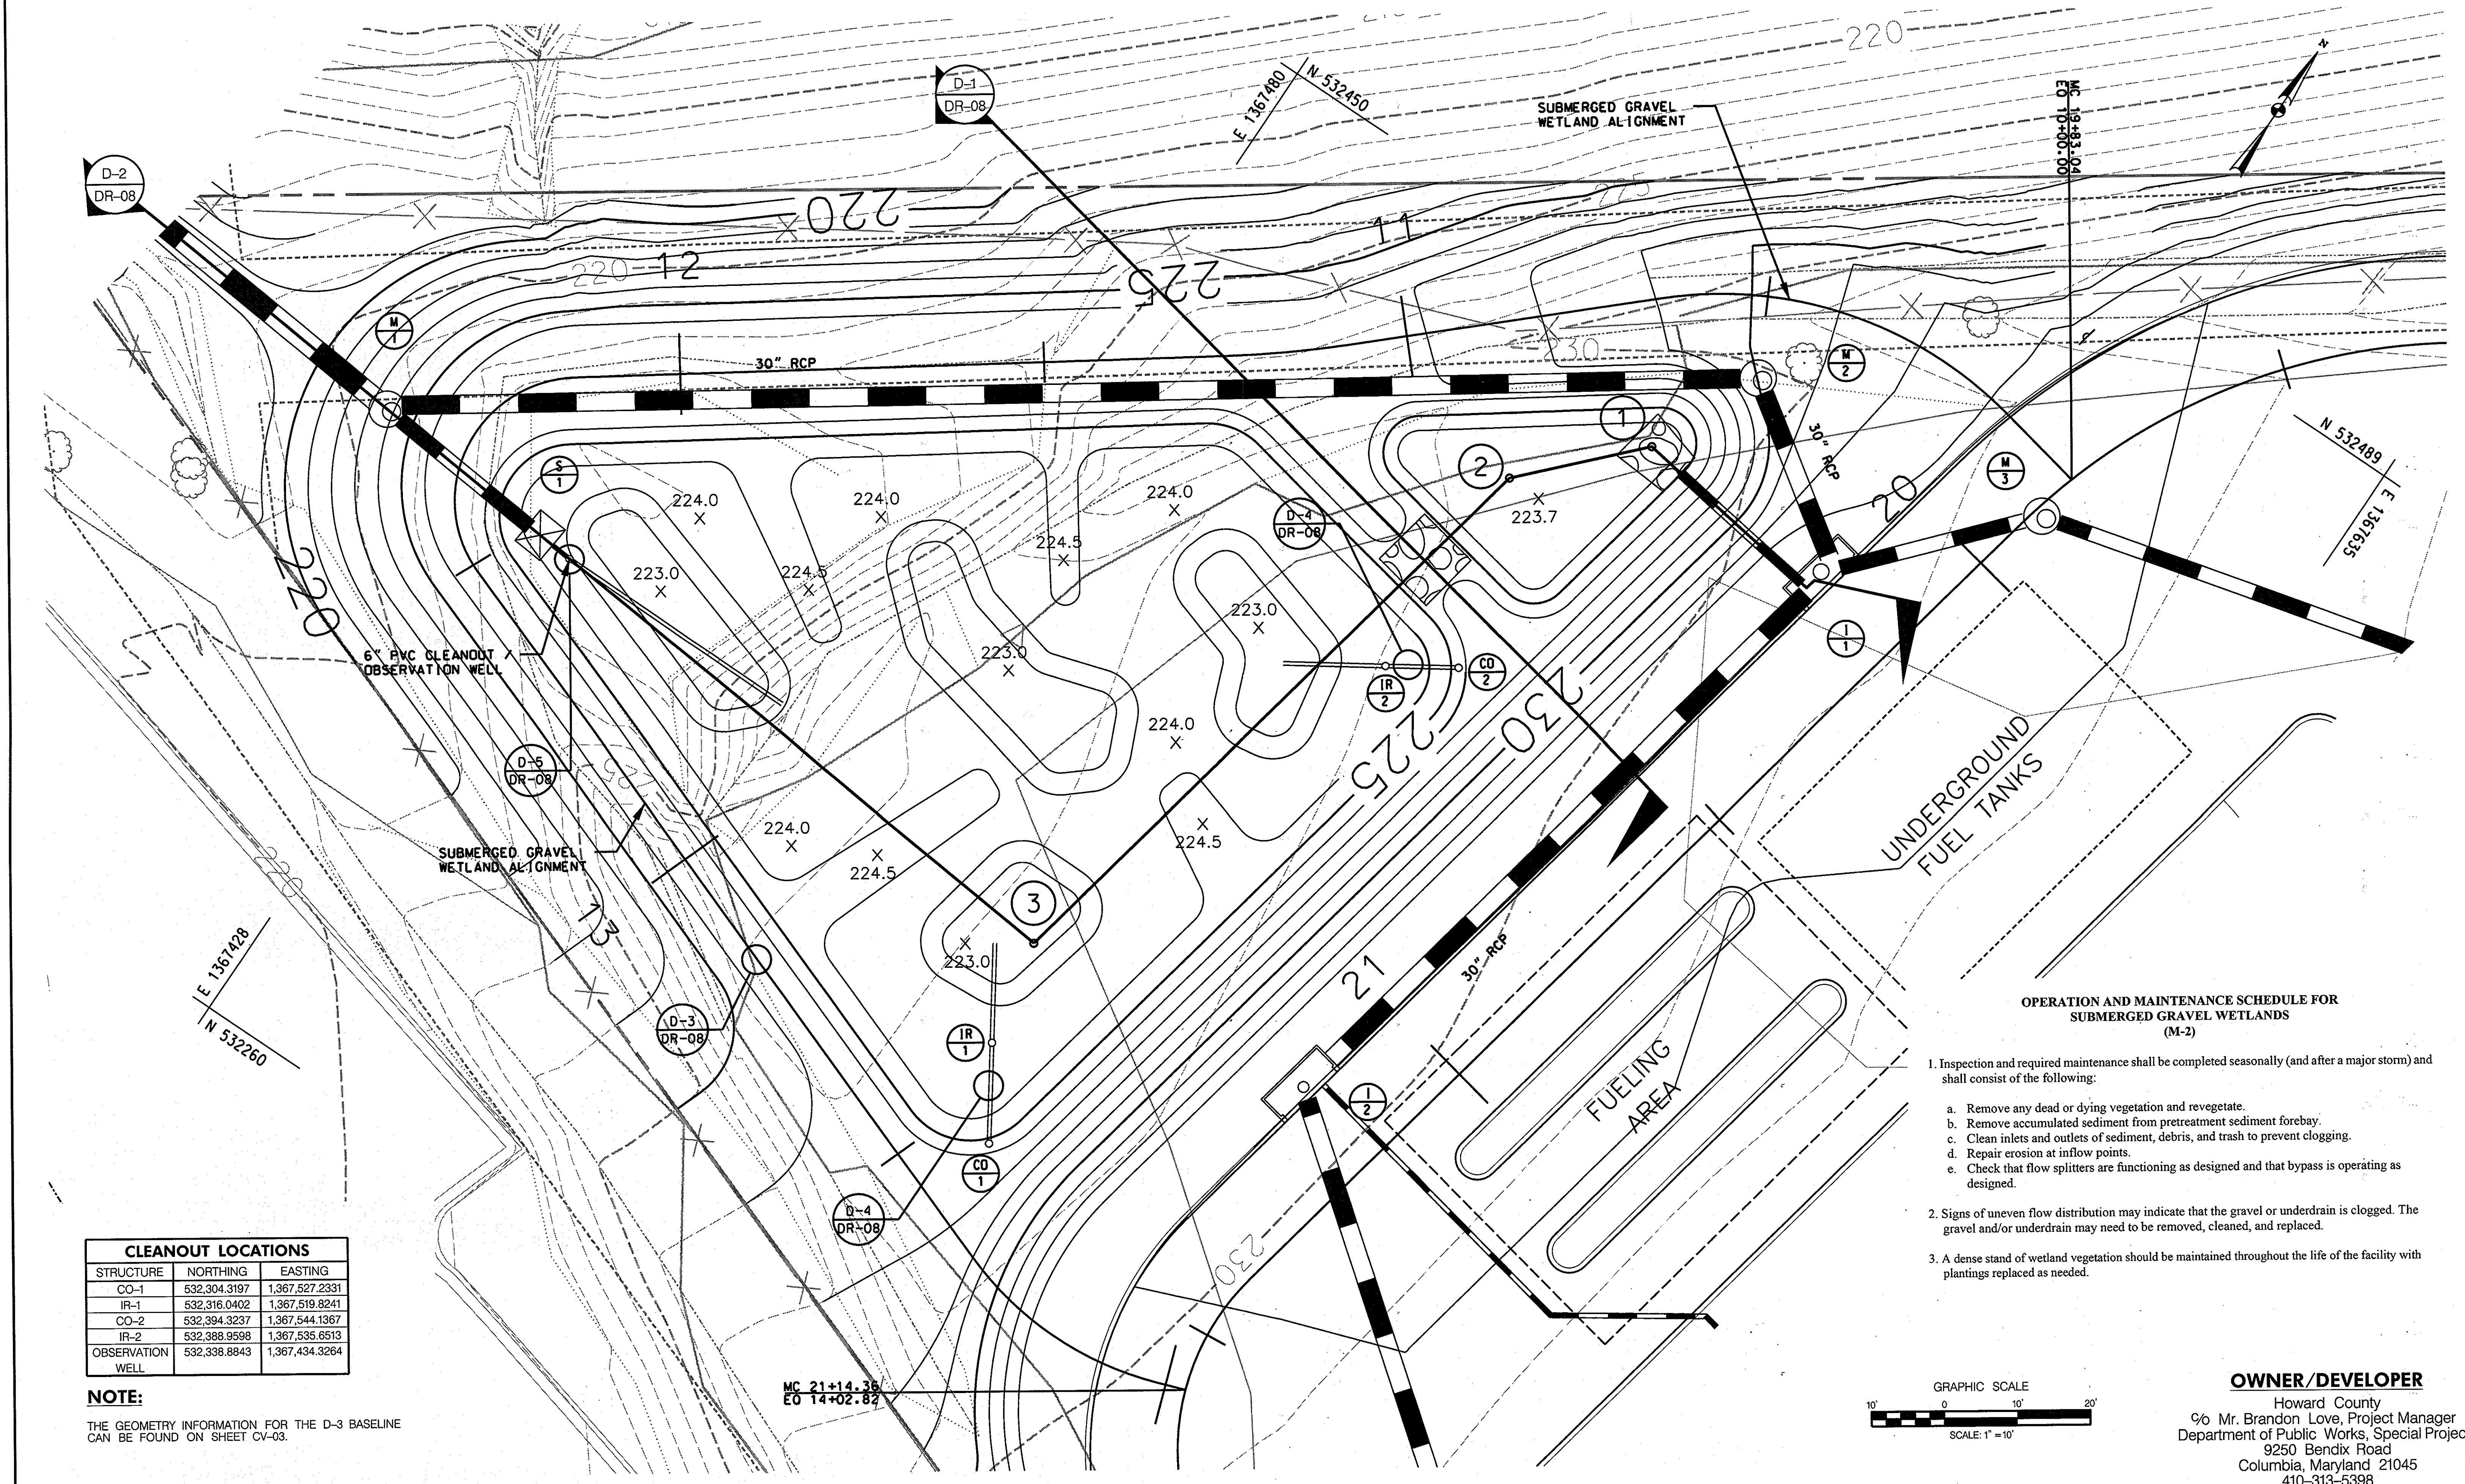 220
D-1
DR-08
E 1367480
N 532450
SUBMERGED GRAVEL
WETLAND ALIGNMENT
MC 19+83.04
EO 10+00.00
N
D-2
DR-08
220
225
11
220
12
225
M
1
30" RCP
230
M
2
1
30" RCP
N 532489
E 1367635
S
1
2
20
M
3
224.0
224.0
224.0
223.7
D-4
DR-08
224.5
223.0
224.5
223.0
220
223.0
6" PVC CLEANOUT /
OBSERVATION WELL
IR
2
CO
2
I
1
230
224.0
225
D-5
DR-08
UNDERGROUND
FUEL TANKS
224.0
224.5
SUBMERGED GRAVEL
WETLAND ALIGNMENT
224.5
220
13
3
223.0
E 1367428
N 532260
D-3
DR-08
IR
1
21
30" RCP
FUELING
AREA
I
2
CO
1
D-4
DR-08
230
MC 21+14.36
EO 14+02.82
OPERATION AND MAINTENANCE SCHEDULE FOR
SUBMERGED GRAVEL WETLANDS
(M-2)
1. Inspection and required maintenance shall be completed seasonally (and after a major storm) and
shall consist of the following:
a. Remove any dead or dying vegetation and revegetate.
b. Remove accumulated sediment from pretreatment sediment forebay.
c. Clean inlets and outlets of sediment, debris, and trash to prevent clogging.
d. Repair erosion at inflow points.
e. Check that flow splitters are functioning as designed and that bypass is operating as
designed.
2. Signs of uneven flow distribution may indicate that the gravel or underdrain is clogged. The
gravel and/or underdrain may need to be removed, cleaned, and replaced.
3. A dense stand of wetland vegetation should be maintained throughout the life of the facility with
plantings replaced as needed.
CLEANOUT LOCATIONS
STRUCTURE NORTHING EASTING
CO-1 532,304.3197 1,367,527.2331
IR-1 532,316.0402 1,367,519.8241
CO-2 532,394.3237 1,367,544.1367
IR-2 532,388.9598 1,367,535.6513
OBSERVATION WELL 532,338.8843 1,367,434.3264
NOTE:
THE GEOMETRY INFORMATION FOR THE D-3 BASELINE
CAN BE FOUND ON SHEET CV-03.
GRAPHIC SCALE
10' 0 10' 20'
SCALE: 1" = 10'
OWNER/DEVELOPER
Howard County
c/o Mr. Brandon Love, Project Manager
Department of Public Works, Special Projec
9250 Bendix Road
Columbia, Maryland 21045
410-313-5398